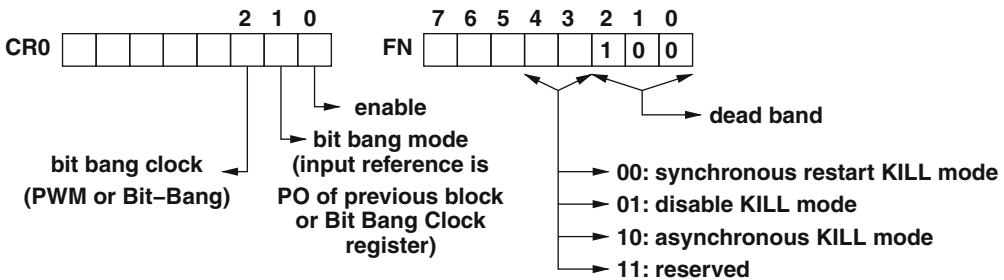 2 1 0
7 6 5 4 3 2 1 0
CR0
FN
1 0 0
enable
dead band
bit bang mode
(input reference is
PO of previous block
or Bit Bang Clock
register)
bit bang clock
(PWM or Bit−Bang)
00: synchronous restart KILL mode
01: disable KILL mode
10: asynchronous KILL mode
11: reserved